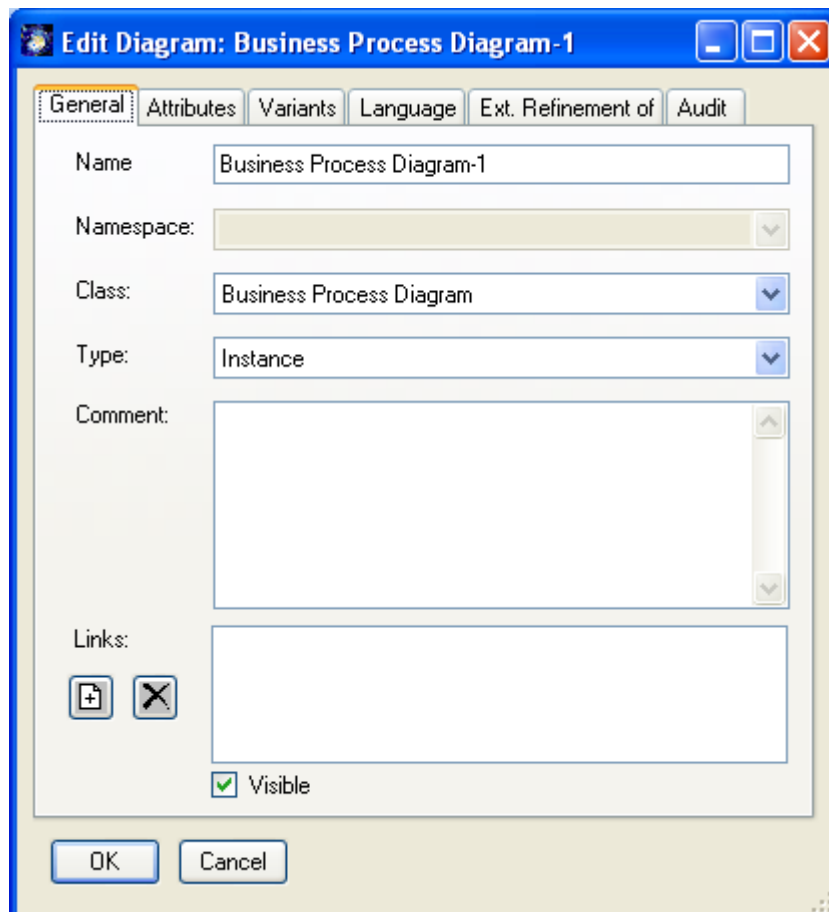 Edit Diagram: Business Process Diagram-1
General Attributes Variants Language Ext. Refinement of Audit
Name Business Process Diagram-1
Namespace:
Class: Business Process Diagram
Type: Instance
Comment:
Links:
Visible
OK Cancel